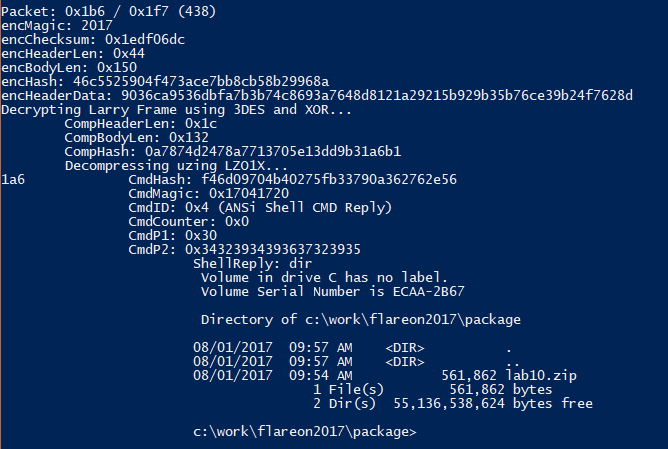 Packet: 0x1b6 / 0x1f7 (438)
encMagic: 2017
encChecksum: 0x1edf06dc
encHeaderLen: 0x44
encBodyLen: 0x150
encHash: 46c5525904f473ace7bb8cb58b29968a
encHeaderData: 9036ca9536dbfa7b3b74c8693a7648d8121a29215b929b35b76ce39b24f7628d
Decrypting Larry Frame using 3DES and XOR...
CompHeaderLen: 0x1c
CompBodyLen: 0x132
CompHash: 0a7874d2478a7713705e13dd9b31a6b1
Decompressing uzing LZO1X...
1a6 CmdHash: f46d09704b40275fb33790a362762e56
CmdMagic: 0x17041720
CmdID: 0x4 (ANSi Shell CMD Reply)
CmdCounter: 0x0
CmdP1: 0x30
CmdP2: 0x34323934393637323935
ShellReply: dir
Volume in drive C has no label.
Volume Serial Number is ECAA-2B67
Directory of c:\work\flareon2017\package
08/01/2017  09:57 AM    <DIR>          .
08/01/2017  09:57 AM    <DIR>          ..
08/01/2017  09:54 AM           561,862 lab10.zip
1 File(s)        561,862 bytes
2 Dir(s)  55,136,538,624 bytes free
c:\work\flareon2017\package>